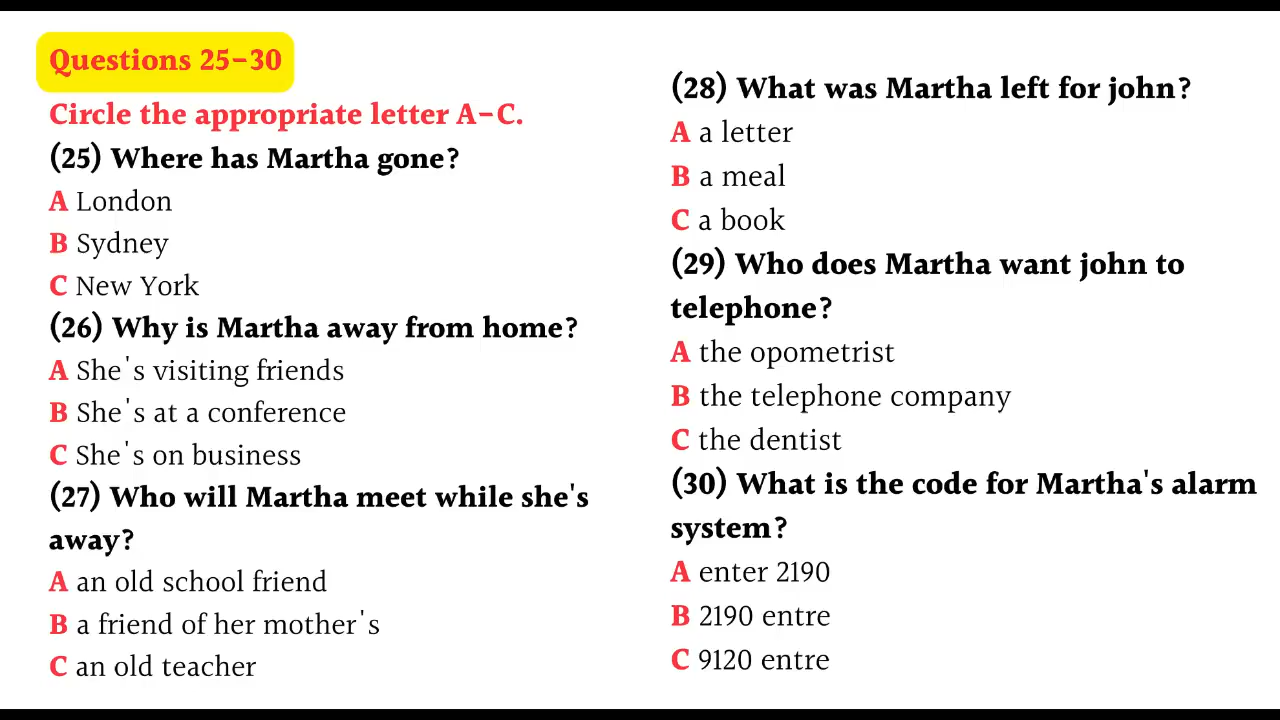 Questions 25-30
Circle the appropriate letter A-C.
(25) Where has Martha gone?
A London
B Sydney
C New York
(26) Why is Martha away from home?
A She's visiting friends
B She's at a conference
C She's on business
(27) Who will Martha meet while she's
away?
A an old school friend
B a friend of her mother's
C an old teacher
(28) What was Martha left for john?
A a letter
B a meal
C a book
(29) Who does Martha want john to
telephone?
A the opometrist
B the telephone company
C the dentist
(30) What is the code for Martha's alarm
system?
A enter 2190
B 2190 entre
C 9120 entre